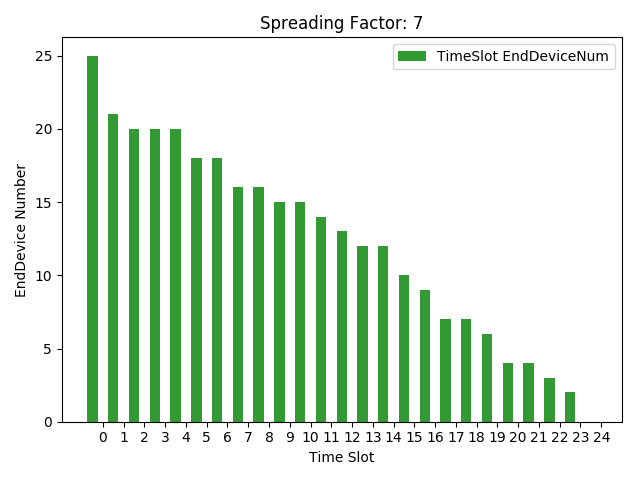 Spreading Factor: 7
TimeSlot EndDeviceNum
25
20
15
10
5
0
EndDevice Number
0 1 2 3 4 5 6 7 8 9 10 11 12 13 14 15 16 17 18 19 20 21 22 23 24
Time Slot